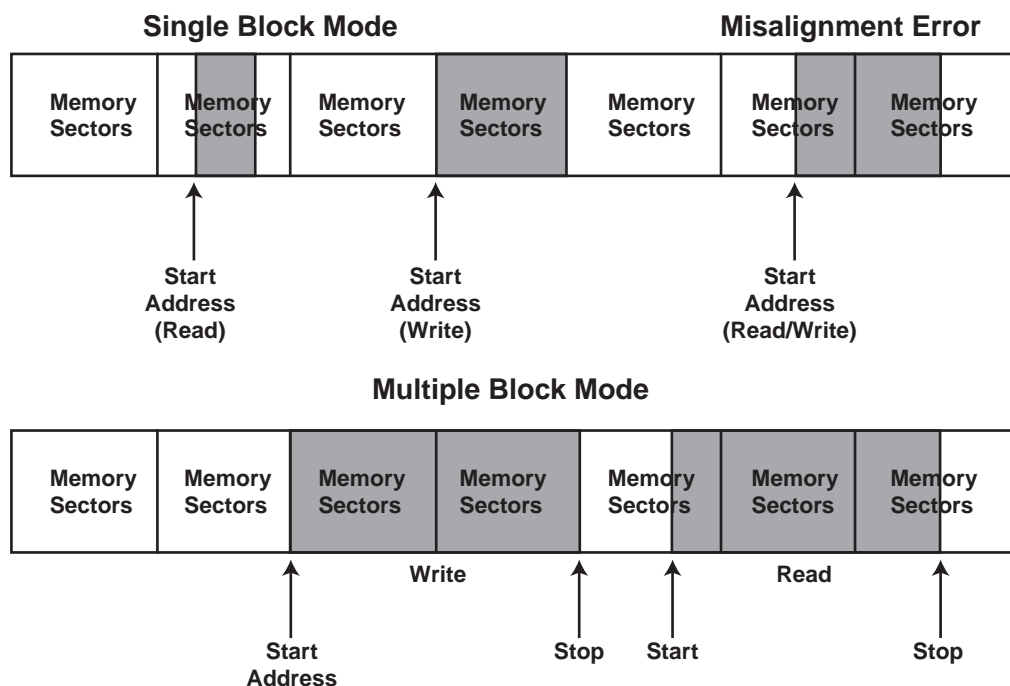 Single Block Mode Misalignment Error
Memory Memory Memory Memory Memory Memory Memory
Sectors Sectors Sectors Sectors Sectors Sectors Sectors
Start Start Start
Address Address Address
(Read) (Write) (Read/Write)
Multiple Block Mode
Memory Memory Memory Memory Memory Memory Memory
Sectors Sectors Sectors Sectors Sectors Sectors Sectors
Write Read
Start Stop Start Stop
Address